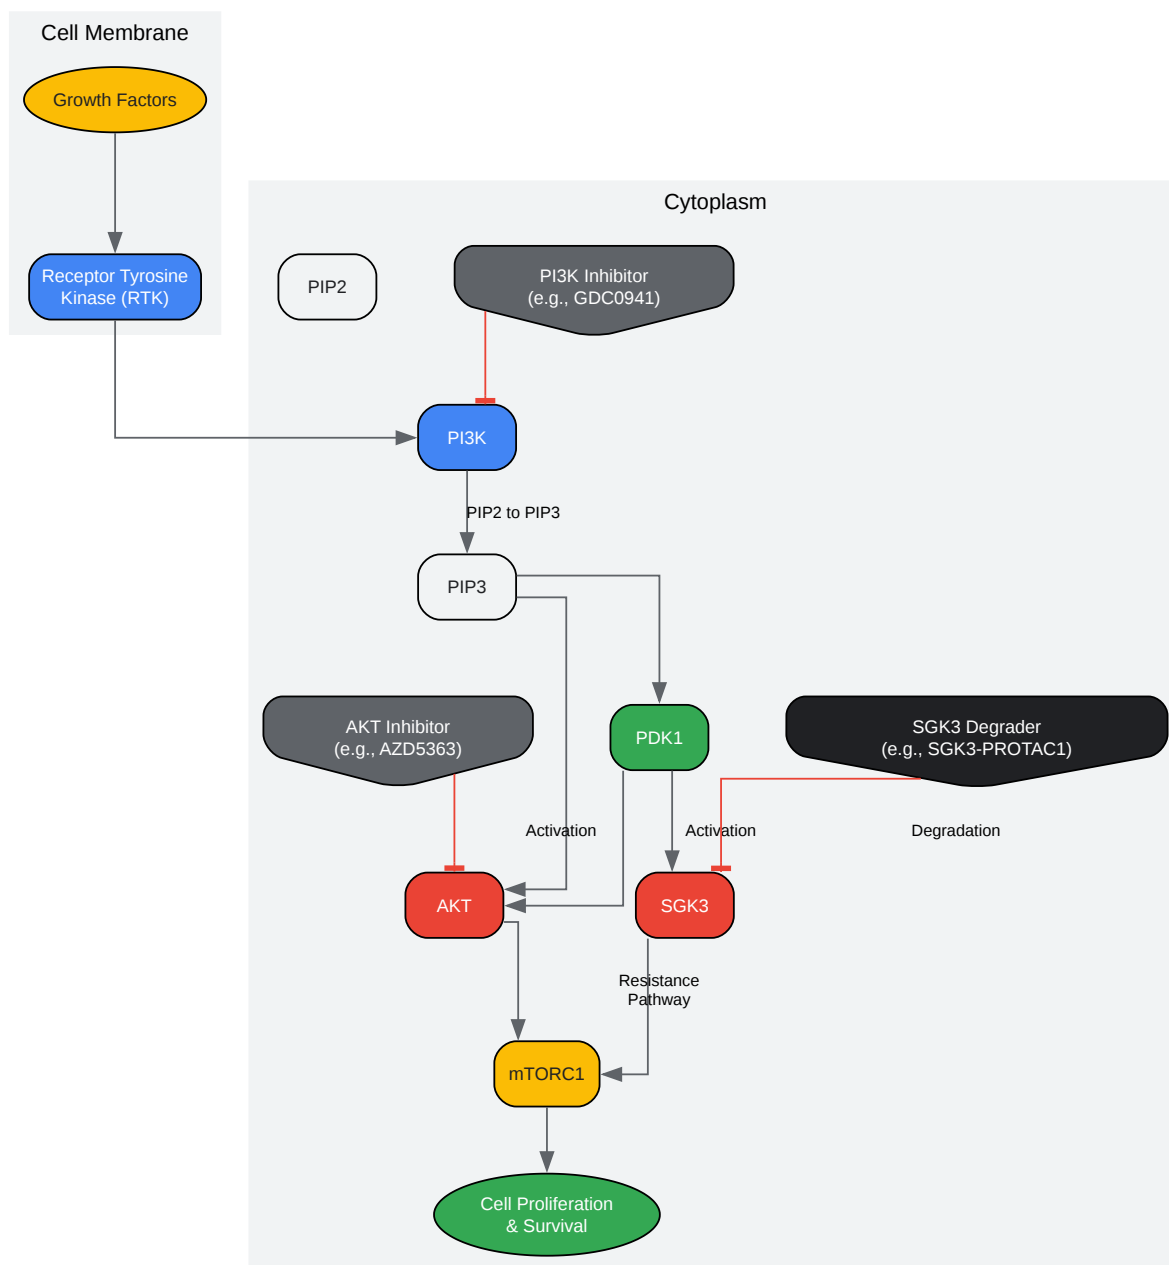 Cell Membrane
Growth Factors
Receptor Tyrosine
Kinase (RTK)
Cytoplasm
PIP2
PI3K Inhibitor
(e.g., GDC0941)
PI3K
PIP2 to PIP3
PIP3
AKT Inhibitor
(e.g., AZD5363)
PDK1
SGK3 Degrader
(e.g., SGK3-PROTAC1)
Activation
Activation
Degradation
AKT
SGK3
Resistance
Pathway
mTORC1
Cell Proliferation
& Survival